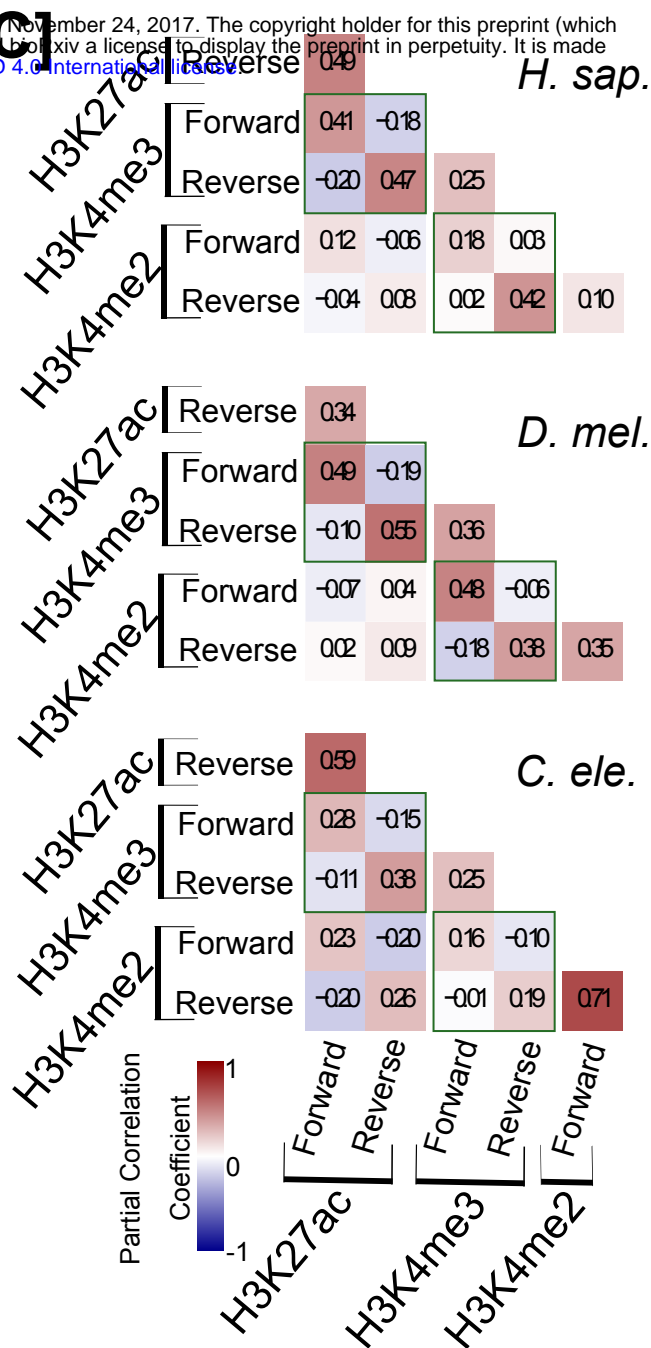 November 24, 2017. The copyright holder for this preprint (which
C]
bioRxiv a license to display the preprint in perpetuity. It is made
D 4.0 International license.
H. sap.
H3K27ac Reverse 0.49
H3K4me3 Forward 0.41 -0.18
Reverse -0.20 0.47 0.25
H3K4me2 Forward 0.12 -0.06 0.18 0.03
Reverse -0.04 0.08 0.02 0.42 0.10
D. mel.
H3K27ac Reverse 0.34
H3K4me3 Forward 0.49 -0.19
Reverse -0.10 0.55 0.36
H3K4me2 Forward -0.07 0.04 0.48 -0.06
Reverse 0.02 0.09 -0.18 0.38 0.35
C. ele.
H3K27ac Reverse 0.59
H3K4me3 Forward 0.28 -0.15
Reverse -0.11 0.38 0.25
H3K4me2 Forward 0.23 -0.20 0.16 -0.10
Reverse -0.20 0.26 -0.01 0.19 0.71
Forward Reverse Forward Reverse Forward
H3K27ac H3K4me3 H3K4me2
Partial Correlation
Coefficient
1
0
-1